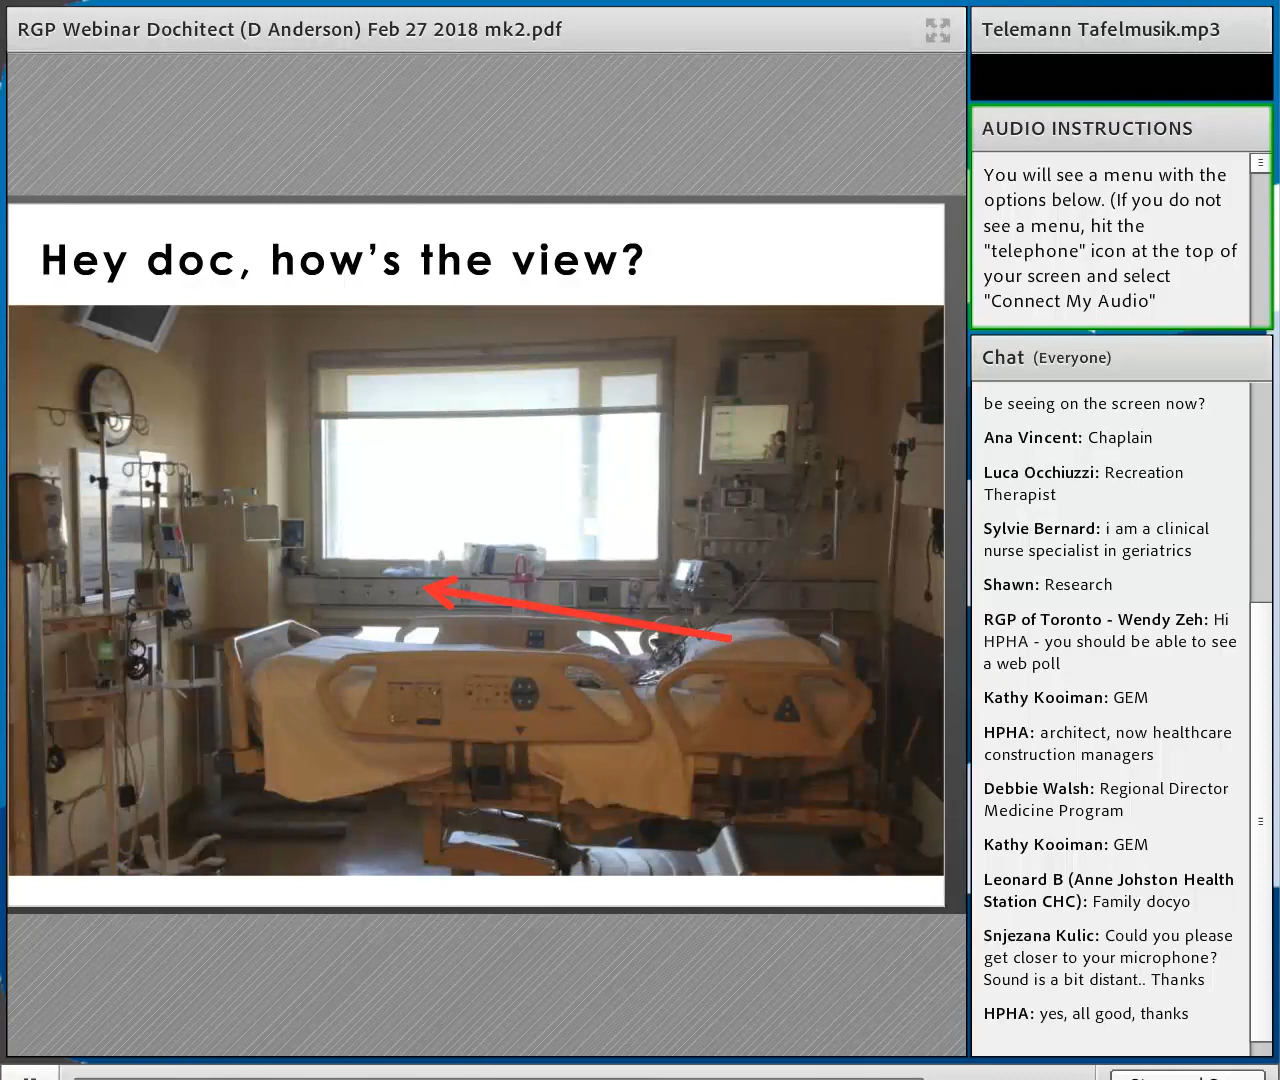 RGP Webinar Dochitect (D Anderson) Feb 27 2018 mk2.pdf
Hey doc, how's the view?
Telemann Tafelmusik.mp3
AUDIO INSTRUCTIONS
You will see a menu with the
options below. (If you do not
see a menu, hit the
"telephone" icon at the top of
your screen and select
"Connect My Audio"
Chat (Everyone)
be seeing on the screen now?
Ana Vincent: Chaplain
Luca Occhiuzzi: Recreation
Therapist
Sylvie Bernard: i am a clinical
nurse specialist in geriatrics
Shawn: Research
RGP of Toronto - Wendy Zeh: Hi
HPHA - you should be able to see
a web poll
Kathy Kooiman: GEM
HPHA: architect, now healthcare
construction managers
Debbie Walsh: Regional Director
Medicine Program
Kathy Kooiman: GEM
Leonard B (Anne Johston Health
Station CHC): Family docyo
Snjezana Kulic: Could you please
get closer to your microphone?
Sound is a bit distant.. Thanks
HPHA: yes, all good, thanks